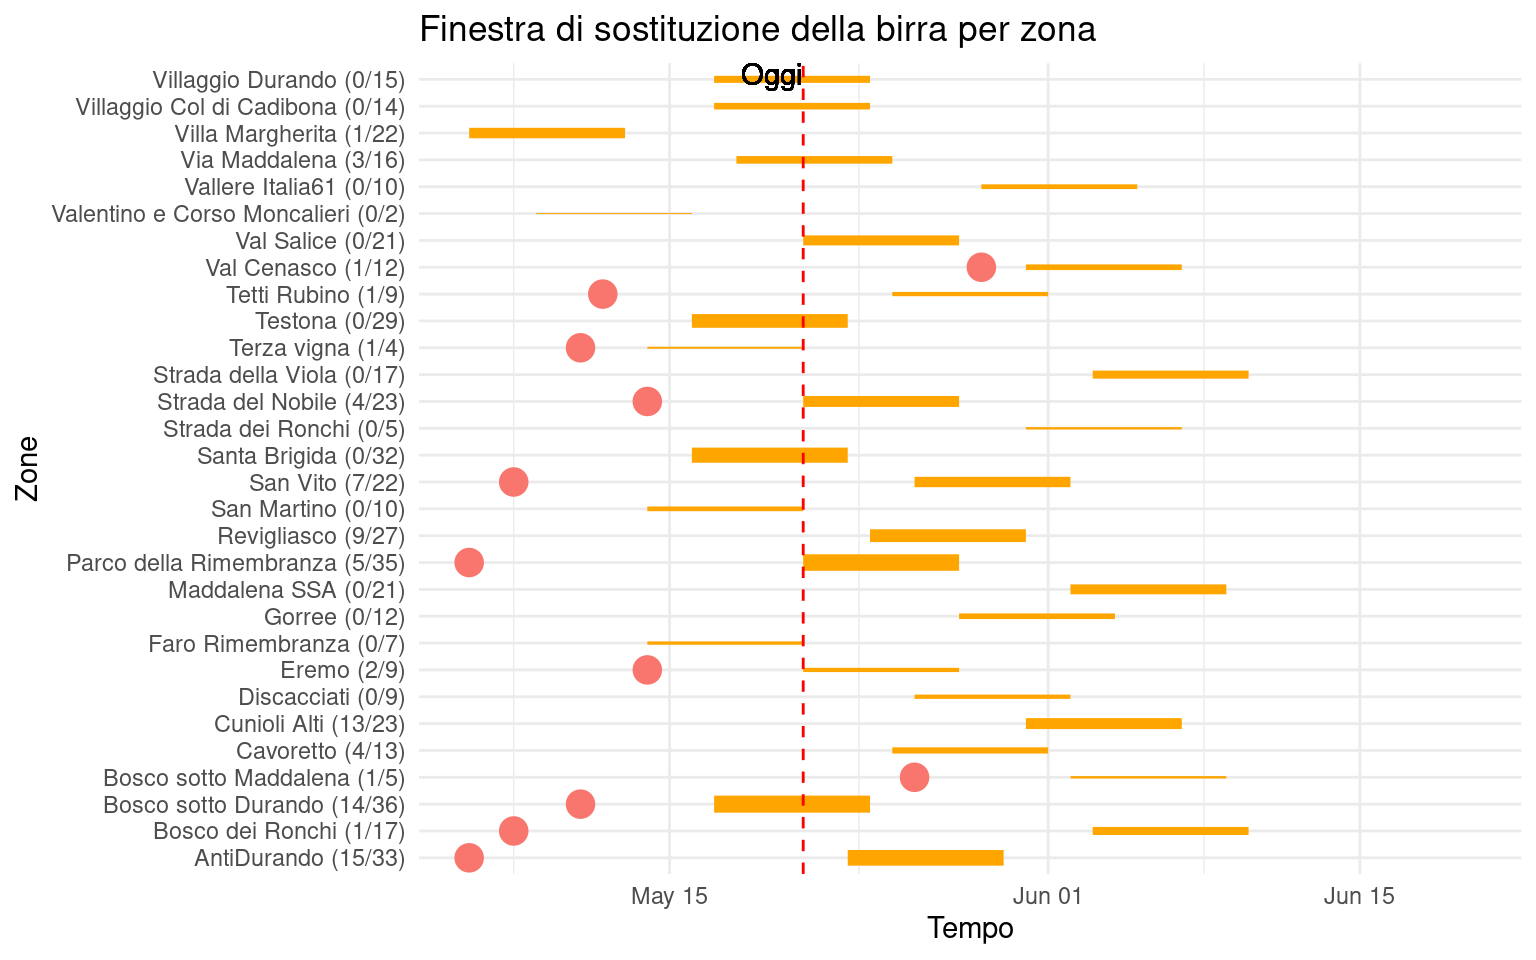 Finestra di sostituzione della birra per zona
Oggi
Villaggio Durando (0/15)
Villaggio Col di Cadibona (0/14)
Villa Margherita (1/22)
Via Maddalena (3/16)
Vallere Italia61 (0/10)
Valentino e Corso Moncalieri (0/2)
Val Salice (0/21)
Val Cenasco (1/12)
Tetti Rubino (1/9)
Testona (0/29)
Terza vigna (1/4)
Strada della Viola (0/17)
Strada del Nobile (4/23)
Strada dei Ronchi (0/5)
Santa Brigida (0/32)
San Vito (7/22)
San Martino (0/10)
Revigliasco (9/27)
Parco della Rimembranza (5/35)
Maddalena SSA (0/21)
Gorree (0/12)
Faro Rimembranza (0/7)
Eremo (2/9)
Discacciati (0/9)
Cunioli Alti (13/23)
Cavoretto (4/13)
Bosco sotto Maddalena (1/5)
Bosco sotto Durando (14/36)
Bosco dei Ronchi (1/17)
AntiDurando (15/33)
Zone
May 15
Jun 01
Jun 15
Tempo